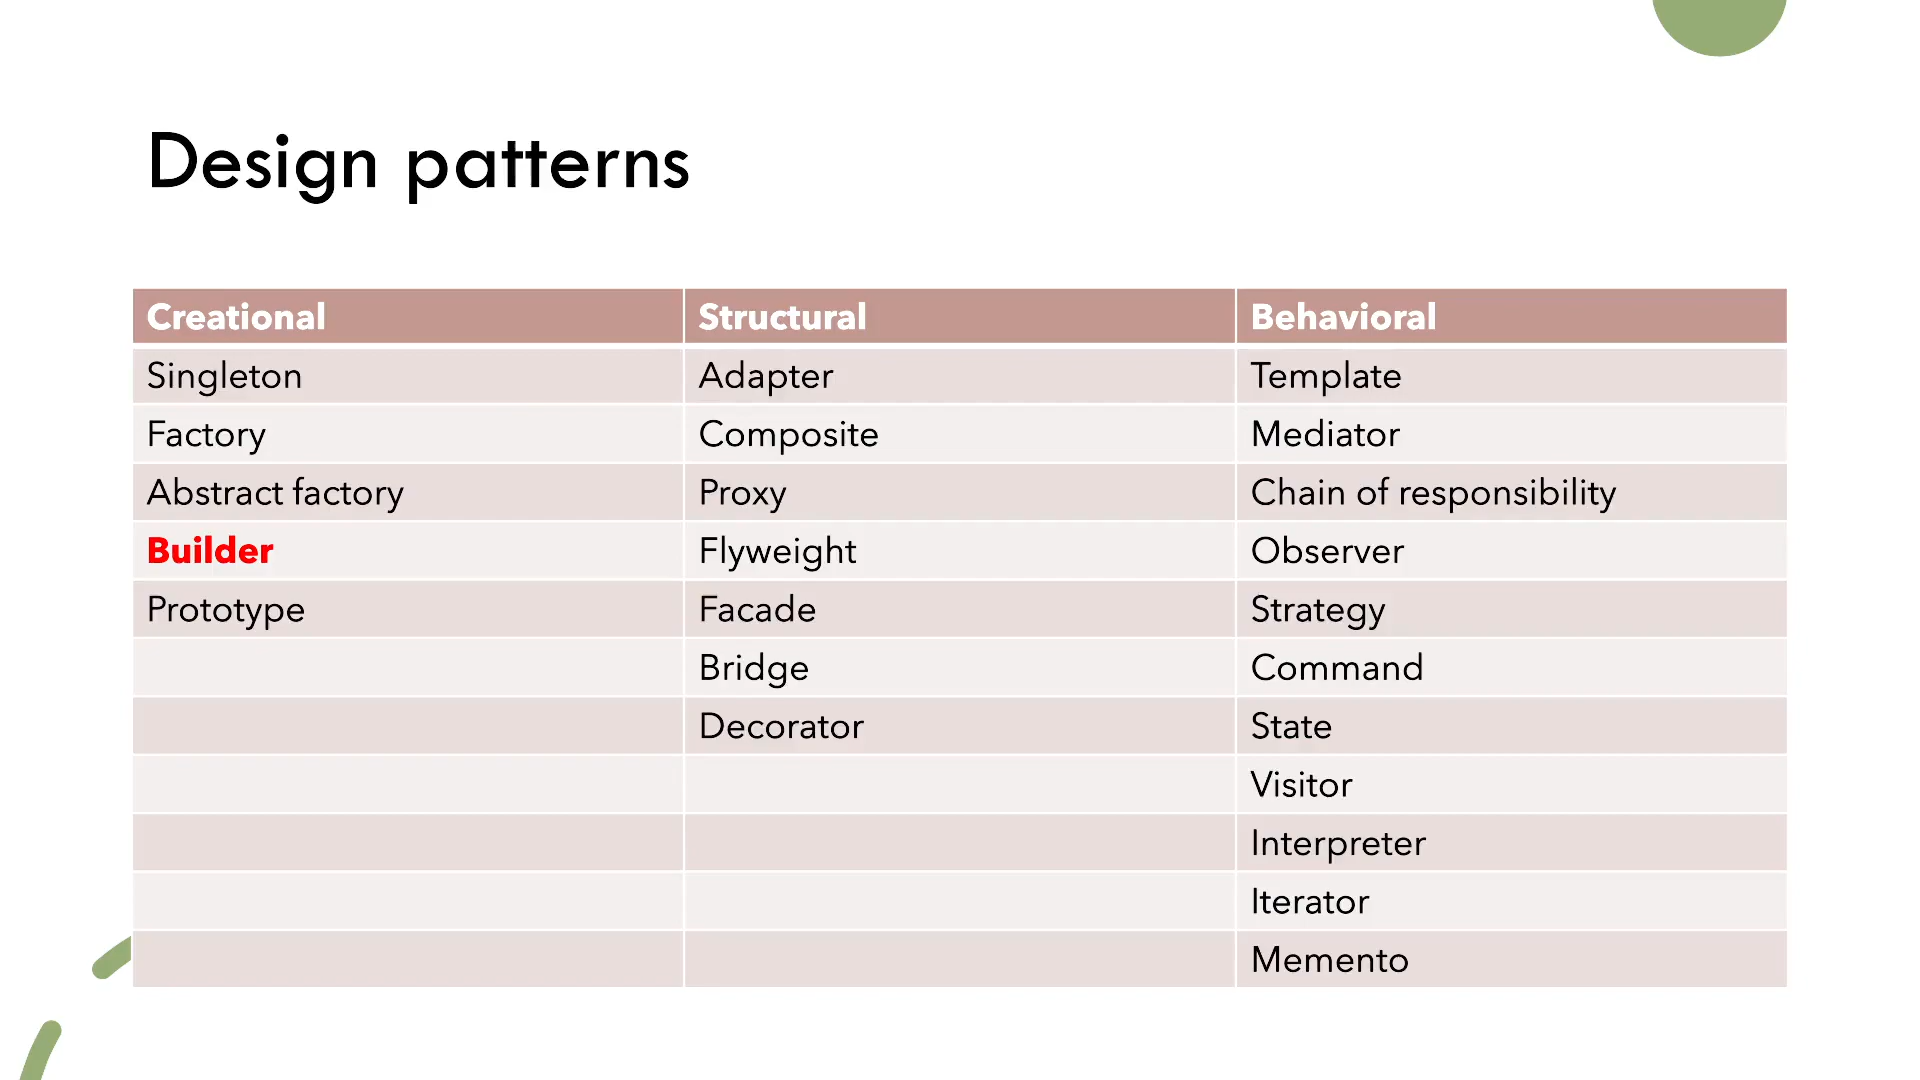 Design patterns
Creational Structural Behavioral
Singleton Adapter Template
Factory Composite Mediator
Abstract factory Proxy Chain of responsibility
Builder Flyweight Observer
Prototype Facade Strategy
Bridge Command
Decorator State
Visitor
Interpreter
Iterator
Memento